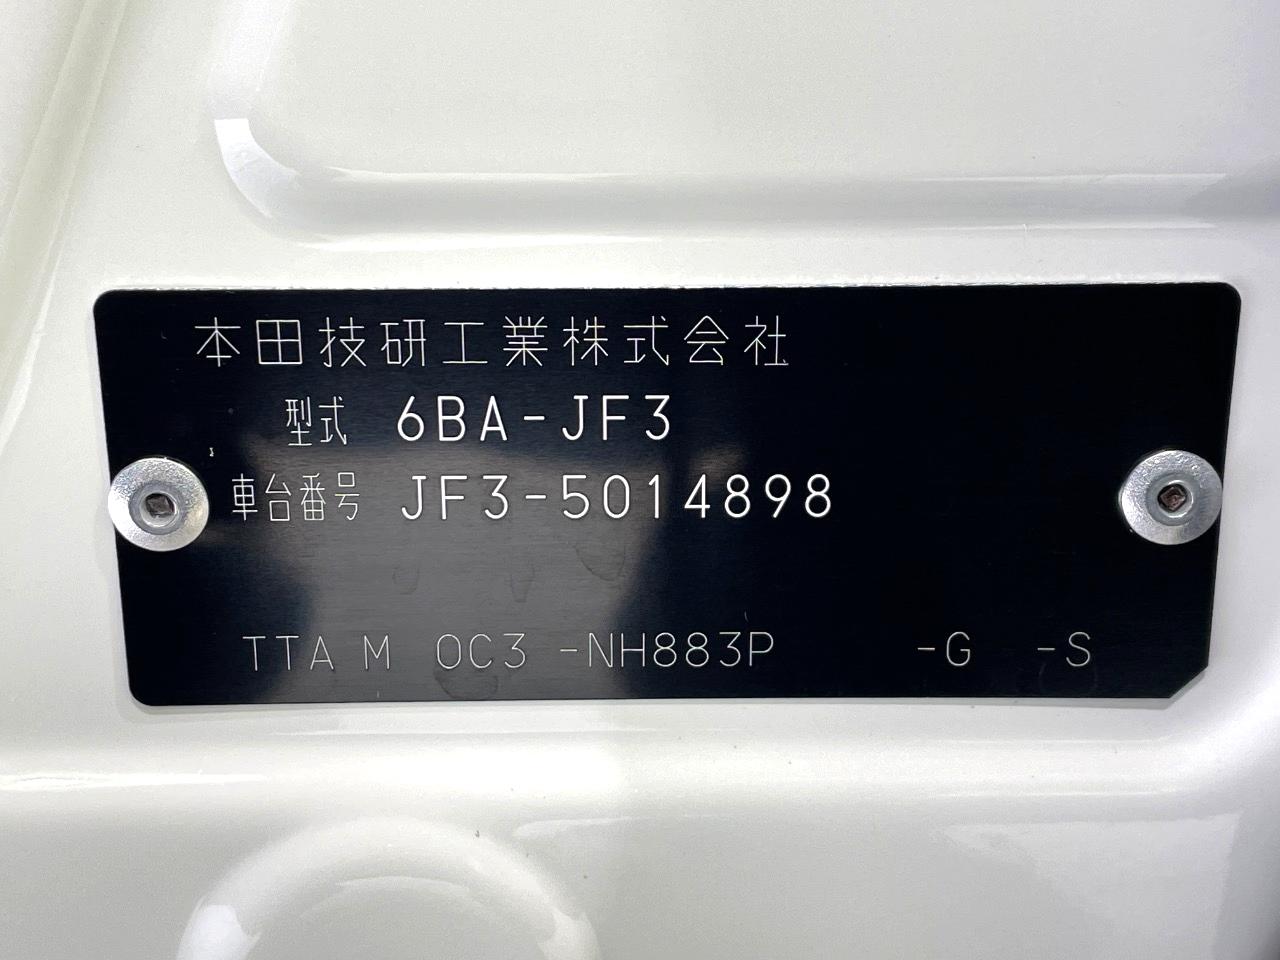 本田技研工業株式会社
型式 6BA-JF3
車台番号 JF3-5014898
TTA M 0C3 -NH883P -G -S